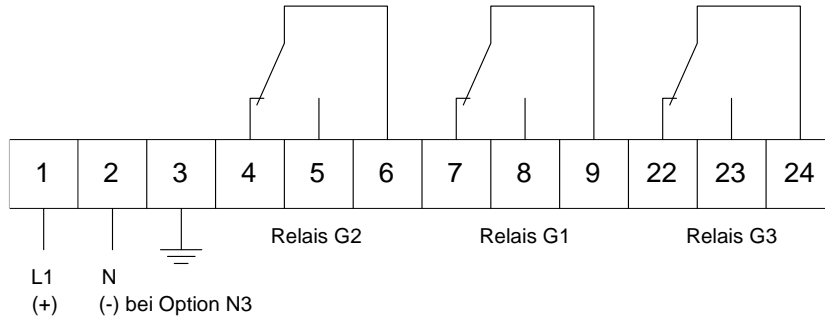 1 2 3 4 5 6 7 8 9 22 23 24
Relais G2 Relais G1 Relais G3
L1 N
(+) (-) bei Option N3